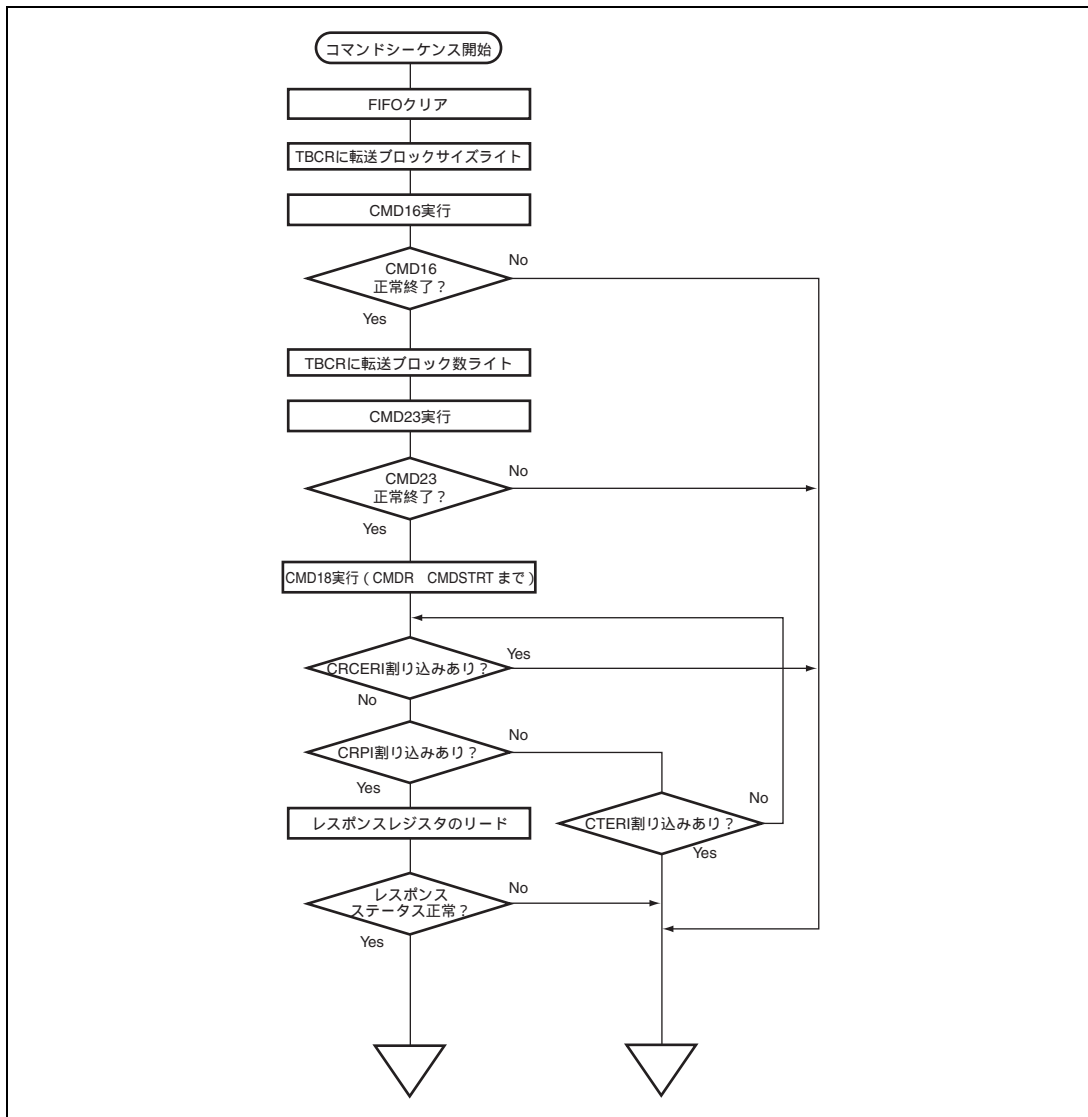 コマンドシーケンス開始
FIFOクリア
TBCRに転送ブロックサイズライト
CMD16実行
CMD16
正常終了？
No
Yes
TBCRに転送ブロック数ライト
CMD23実行
CMD23
正常終了？
No
Yes
CMD18実行（CMDR　CMDSTRT まで）
CRCERI割り込みあり？
Yes
No
CRPI割り込みあり？
No
Yes
レスポンスレジスタのリード
CTERI割り込みあり？
No
Yes
レスポンス
ステータス正常？
No
Yes